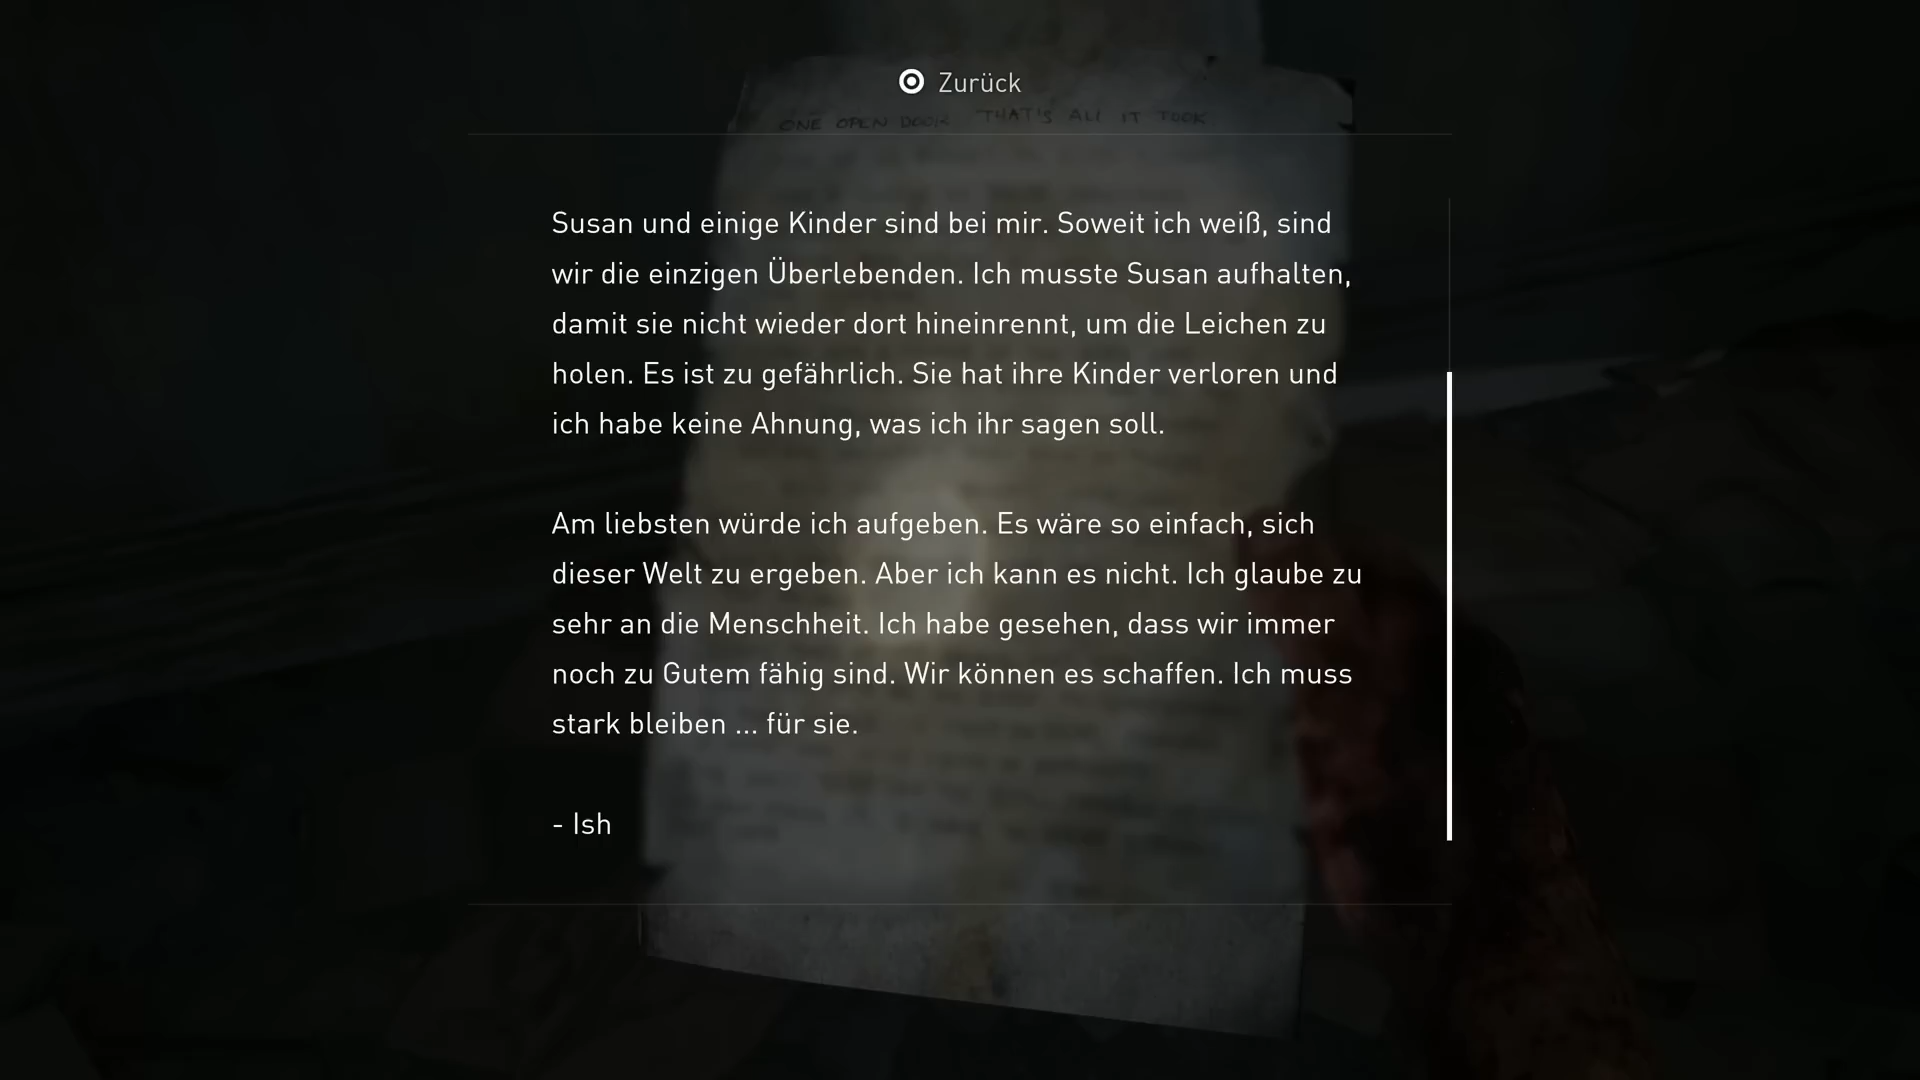 Zurück
ONE OPEN DOOR THAT'S ALL IT TOOK
Susan und einige Kinder sind bei mir. Soweit ich weiß, sind
wir die einzigen Überlebenden. Ich musste Susan aufhalten,
damit sie nicht wieder dort hineinrennt, um die Leichen zu
holen. Es ist zu gefährlich. Sie hat ihre Kinder verloren und
ich habe keine Ahnung, was ich ihr sagen soll.
Am liebsten würde ich aufgeben. Es wäre so einfach, sich
dieser Welt zu ergeben. Aber ich kann es nicht. Ich glaube zu
sehr an die Menschheit. Ich habe gesehen, dass wir immer
noch zu Gutem fähig sind. Wir können es schaffen. Ich muss
stark bleiben ... für sie.
- Ish